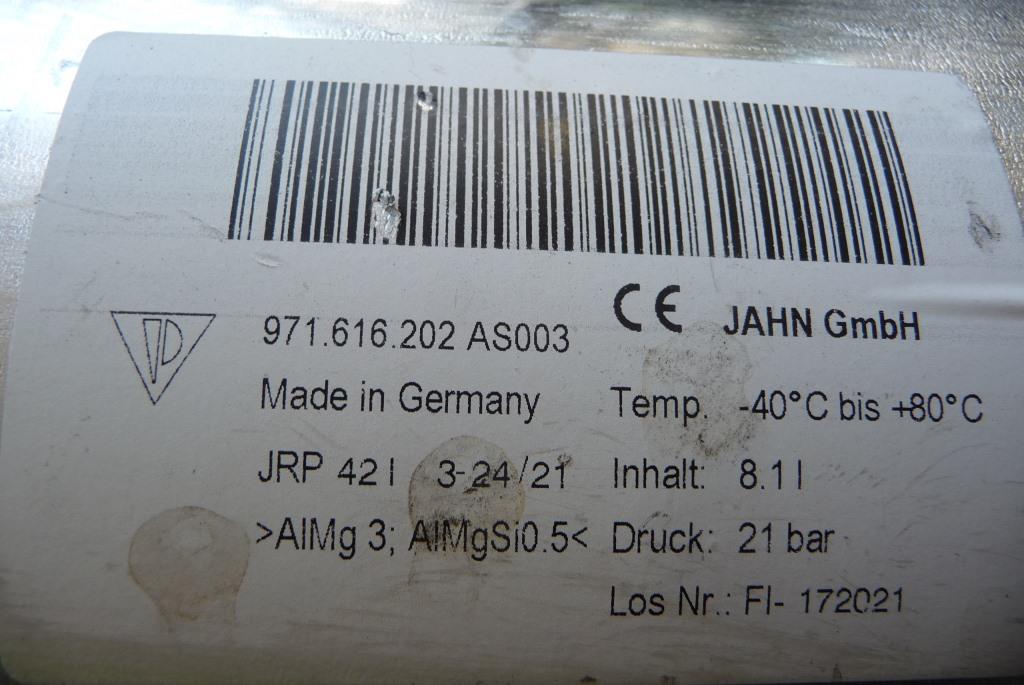 971.616.202 AS003
CE JAHN GmbH
Made in Germany
Temp. -40°C bis +80°C
JRP 42 l 3-24/21
Inhalt: 8.1 l
>AlMg 3; AlMgSi0.5<
Druck: 21 bar
Los Nr.: FI- 172021